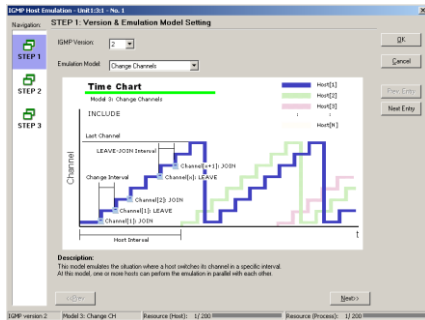 IGMP Host Emulation - Unit1:3:1 - No. 1
Navigation:
STEP 1: Version & Emulation Model Setting
STEP 1
STEP 2
STEP 3
IGMP Version:
2
Emulation Model:
Change Channels
OK
Cancel
Prev. Entry
Next Entry
Time Chart
Model 3: Change Channels
INCLUDE
Host[1]
Host[2]
Host[3]
Host[N]
Last Channel
LEAVE-JOIN Interval
Channel[n+1]: JOIN
Channel[n]: LEAVE
Change Interval
Channel[2]: JOIN
Channel[1]: LEAVE
Channel[1]: JOIN
Channel
Host Interval
t
Description:
This model emulates the situation where a host switches its channel in a specific interval.
At this model, one or more hosts can perform the emulation in parallel with each other.
<<Prev
Next>>
IGMP version:2
Model 3: Change CH
Resource (Host): 1/200
Resource (Process): 1/200